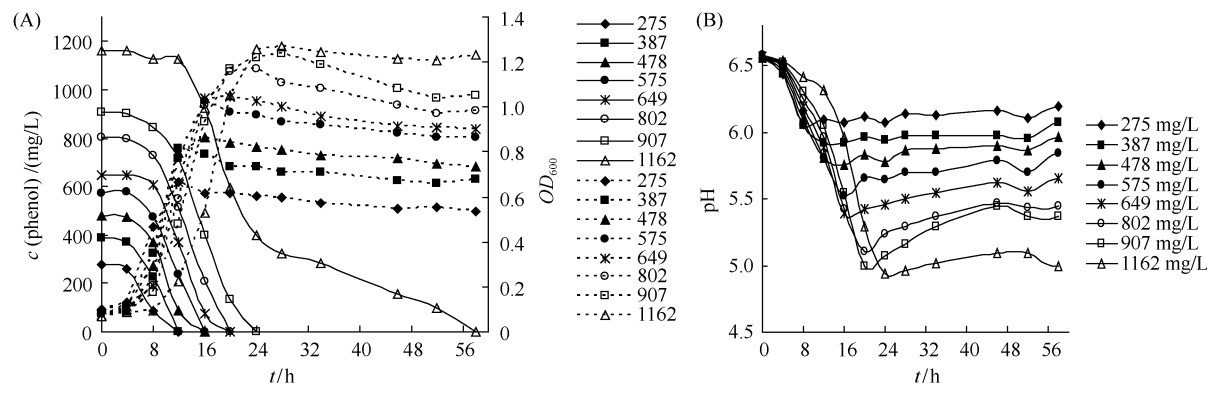 (A)
c (phenol) /(mg/L)
1200
1000
800
600
400
200
0
0 8 16 24 32 40 48 56
t/h
1.4
1.2
1.0
0.8
0.6
0.4
0.2
0
OD600
275
387
478
575
649
802
907
1162
275
387
478
575
649
802
907
1162
(B)
pH
6.5
6.0
5.5
5.0
4.5
0 8 16 24 32 40 48 56
t/h
275 mg/L
387 mg/L
478 mg/L
575 mg/L
649 mg/L
802 mg/L
907 mg/L
1162 mg/L